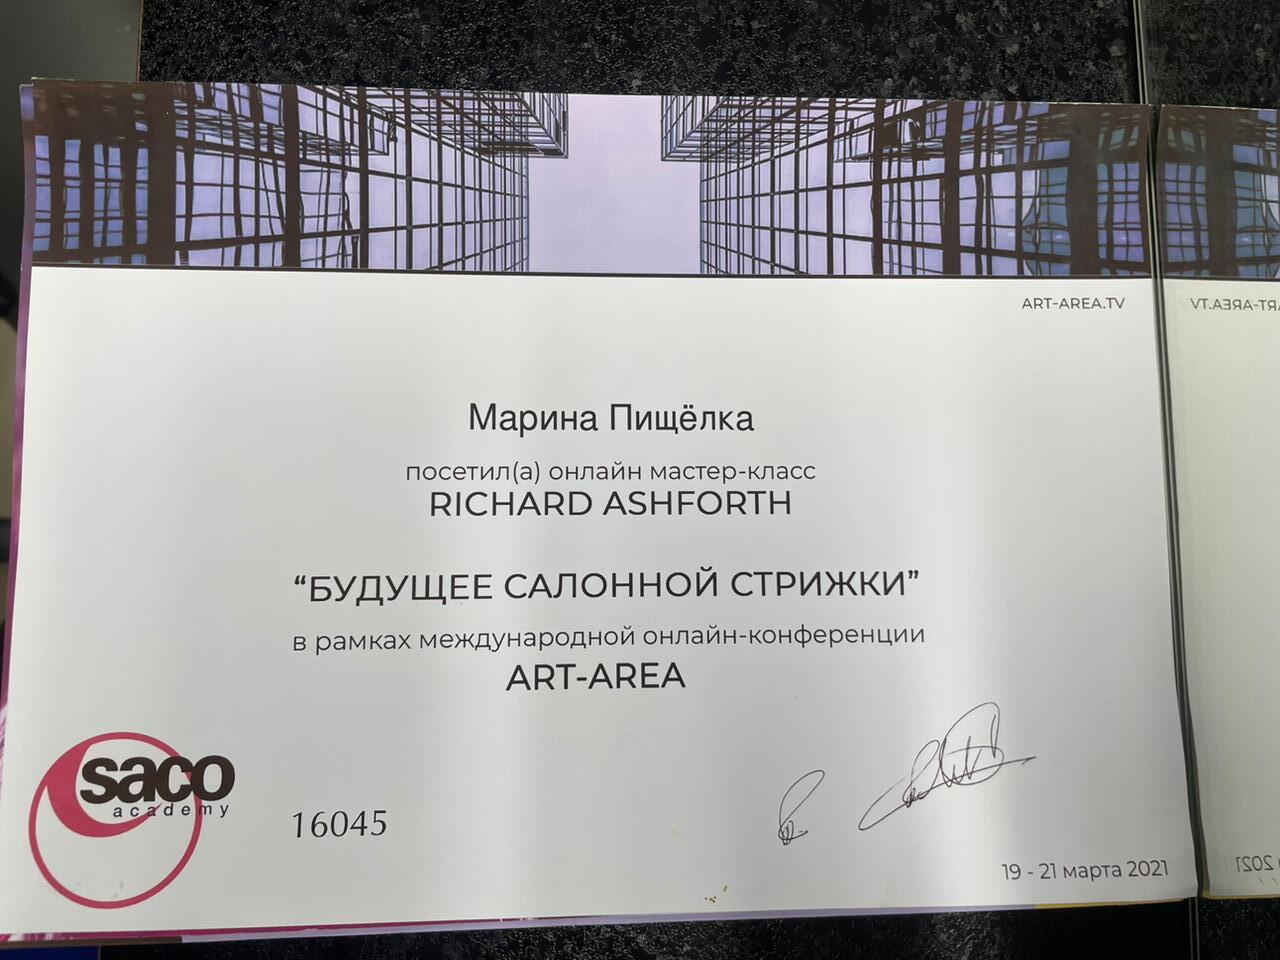 ART-AREA.TV
Марина Пищёлка
посетил(а) онлайн мастер-класс
RICHARD ASHFORTH
“БУДУЩЕЕ САЛОННОЙ СТРИЖКИ”
в рамках международной онлайн-конференции
ART-AREA
saco
academy
16045
19 - 21 марта 2021